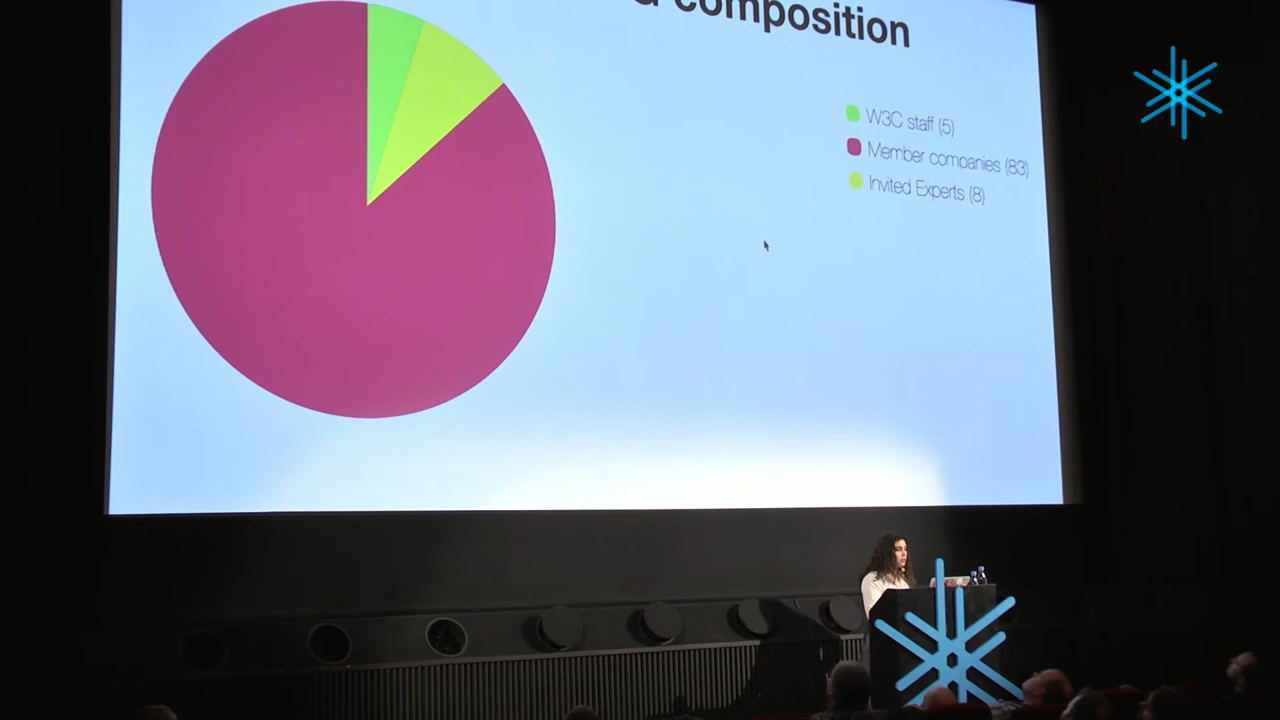 composition
W3C staff (5)
Member companies (83)
Invited Experts (8)